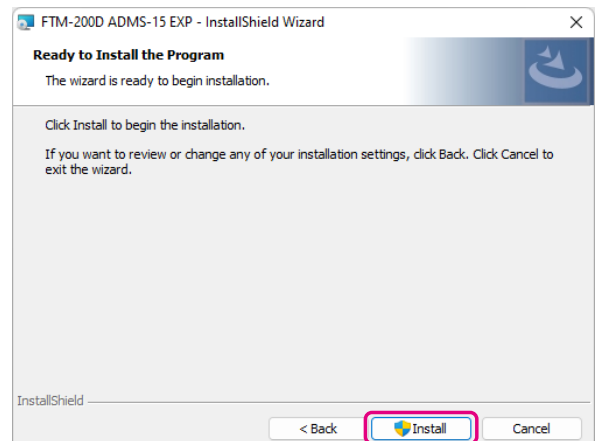 FTM-200D ADMS-15 EXP - InstallShield Wizard
Ready to Install the Program
The wizard is ready to begin installation.
Click Install to begin the installation.
If you want to review or change any of your installation settings, click Back. Click Cancel to
exit the wizard.
InstallShield
< Back Install Cancel